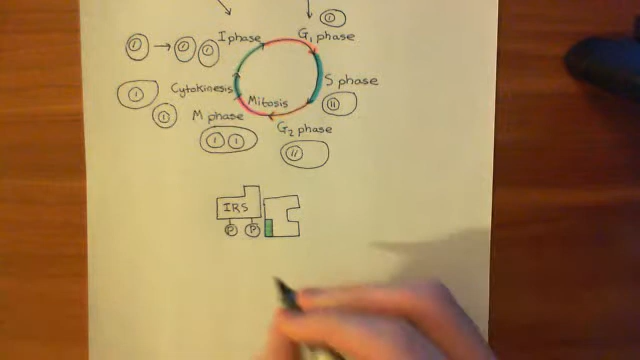 I phase
G₁ phase
S phase
Cytokinesis
Mitosis
M phase
G₂ phase
IRS
P P